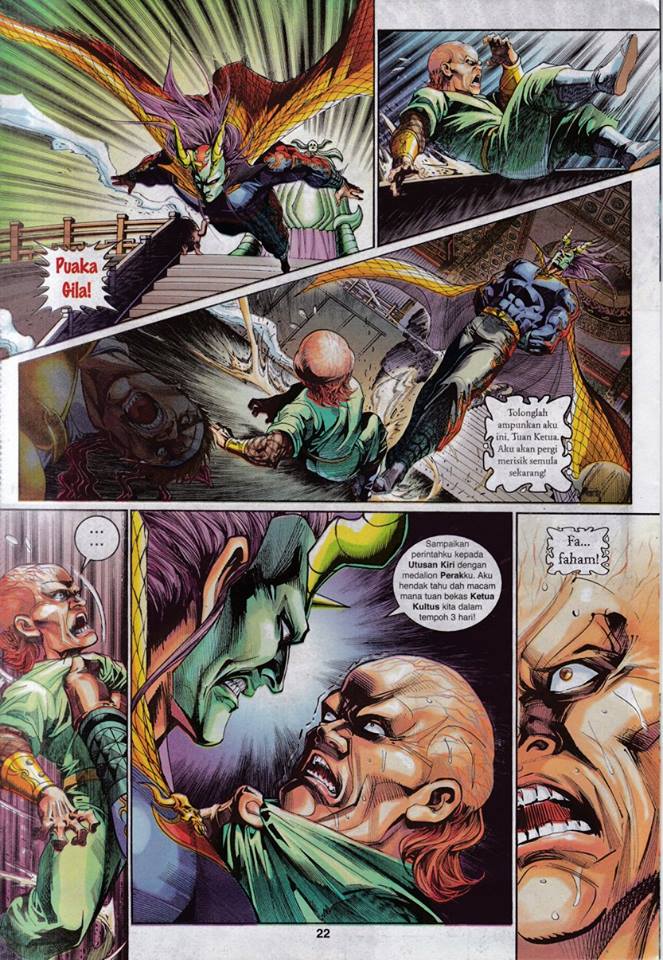 Puaka
Gila!
Tolonglah
ampunkan aku
ini, Tuan Ketua.
Aku akan pergi
merisik semula
sekarang!
...
...
Sampaikan
perintahku kepada
Utusan Kiri dengan
medalion Perakku. Aku
hendak tahu dah macam
mana tuan bekas Ketua
Kultus kita dalam
tempoh 3 hari!
Fa...
faham!
22